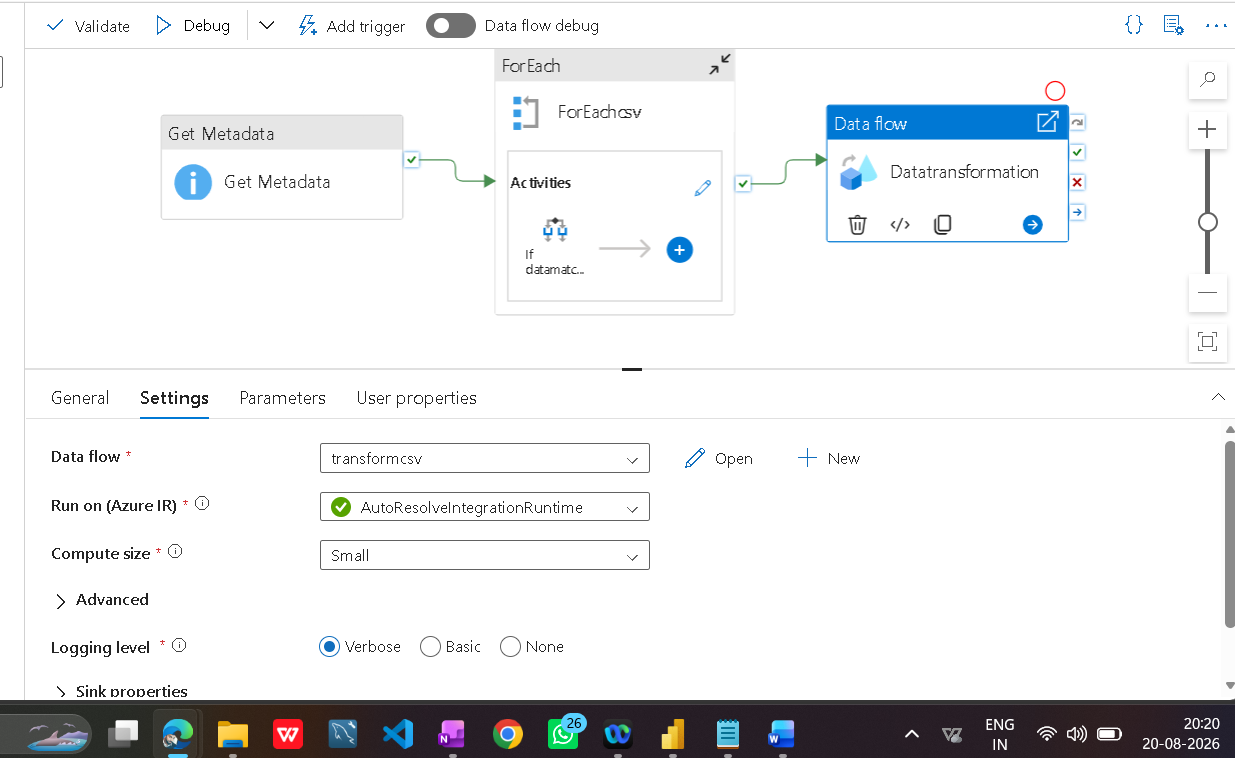 Validate Debug Add trigger Data flow debug
ForEach
ForEachcsv
Get Metadata
Get Metadata
Activities
If
datamatc...
Data flow
Datatransformation
General Settings Parameters User properties
Data flow * transformcsv Open New
Run on (Azure IR) * AutoResolveIntegrationRuntime
Compute size * Small
Advanced
Logging level * Verbose Basic None
Sink properties
26
ENG
IN
20:20
20-08-2026